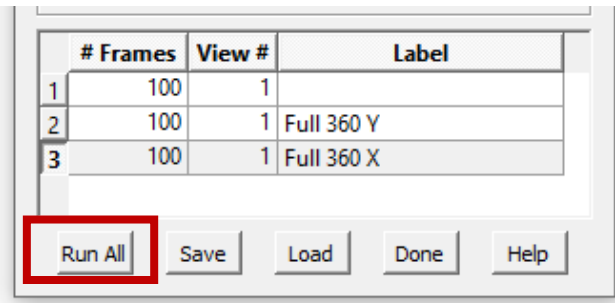 # Frames View # Label
1 100 1
2 100 1 Full 360 Y
3 100 1 Full 360 X
Run All Save Load Done Help